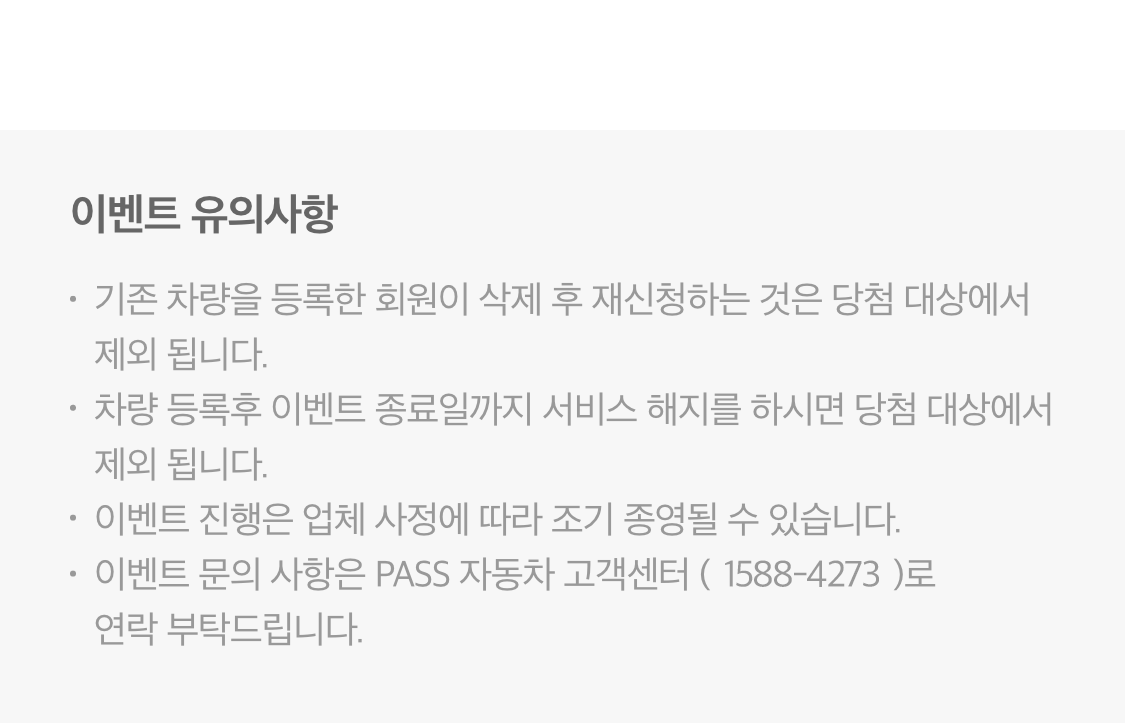 이벤트 유의사항
• 기존 차량을 등록한 회원이 삭제 후 재신청하는 것은 당첨 대상에서
제외 됩니다.
• 차량 등록후 이벤트 종료일까지 서비스 해지를 하시면 당첨 대상에서
제외 됩니다.
• 이벤트 진행은 업체 사정에 따라 조기 종영될 수 있습니다.
• 이벤트 문의 사항은 PASS 자동차 고객센터 ( 1588-4273 )로
연락 부탁드립니다.